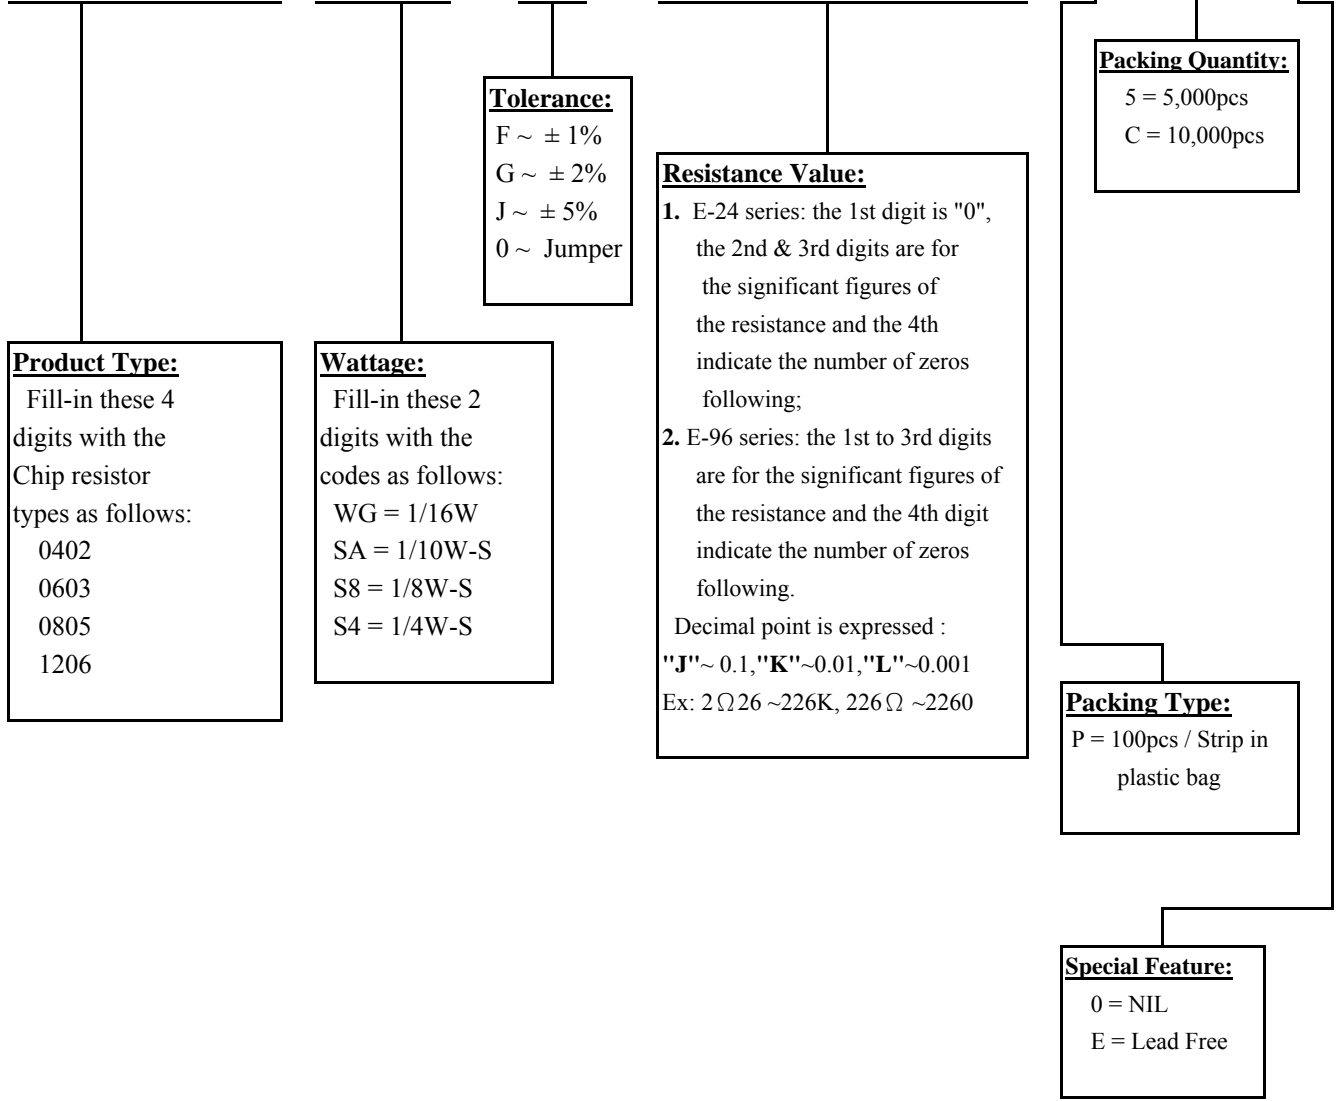 Product Type:
Fill-in these 4
digits with the
Chip resistor
types as follows:
0402
0603
0805
1206
Wattage:
Fill-in these 2
digits with the
codes as follows:
WG = 1/16W
SA = 1/10W-S
S8 = 1/8W-S
S4 = 1/4W-S
Tolerance:
F ~ ± 1%
G ~ ± 2%
J ~ ± 5%
0 ~ Jumper
Resistance Value:
1. E-24 series: the 1st digit is "0",
the 2nd & 3rd digits are for
the significant figures of
the resistance and the 4th
indicate the number of zeros
following;
2. E-96 series: the 1st to 3rd digits
are for the significant figures of
the resistance and the 4th digit
indicate the number of zeros
following.
Decimal point is expressed :
"J"~ 0.1,"K"~0.01,"L"~0.001
Ex: 2Ω26 ~226K, 226Ω ~2260
Packing Quantity:
5 = 5,000pcs
C = 10,000pcs
Packing Type:
P = 100pcs / Strip in
plastic bag
Special Feature:
0 = NIL
E = Lead Free